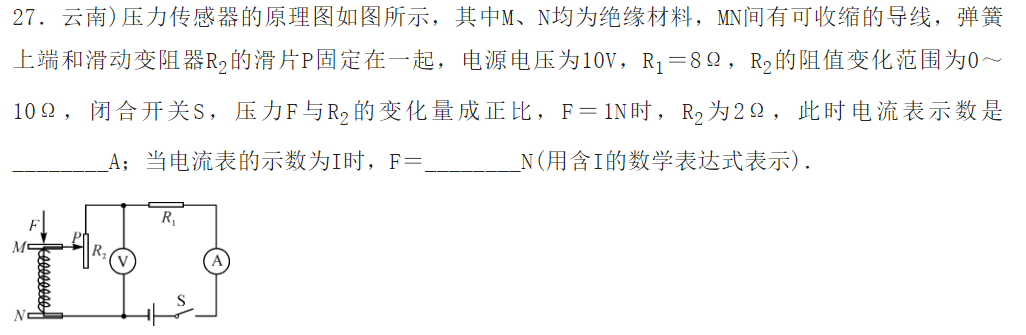 27. 云南)压力传感器的原理图如图所示，其中M、N均为绝缘材料，MN间有可收缩的导线，弹簧
上端和滑动变阻器R₂的滑片P固定在一起，电源电压为10V，R₁＝8Ω，R₂的阻值变化范围为0～
10Ω，闭合开关S，压力F与R₂的变化量成正比，F＝1N时，R₂为2Ω，此时电流表示数是
________A；当电流表的示数为I时，F＝________N(用含I的数学表达式表示)．
F
M
P
R₂
V
R₁
A
S
N